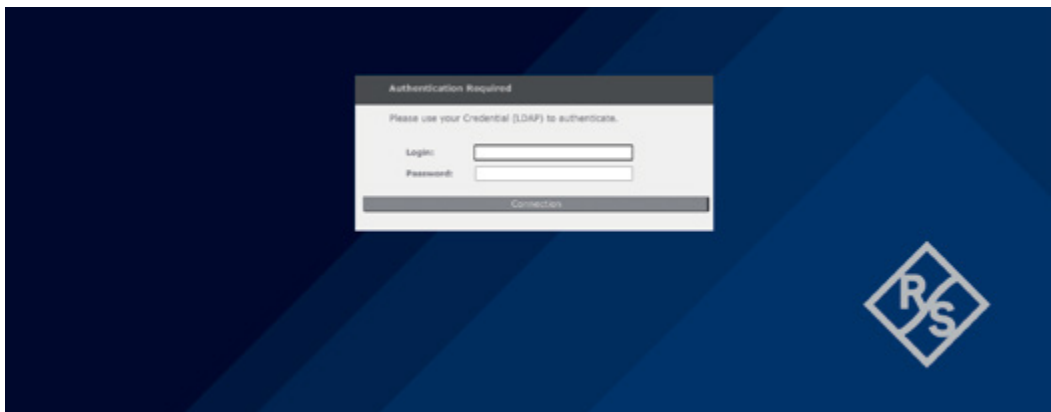 Authentication Required
Please use your Credential (LDAP) to authenticate.
Login:
Password:
Connection
R&S